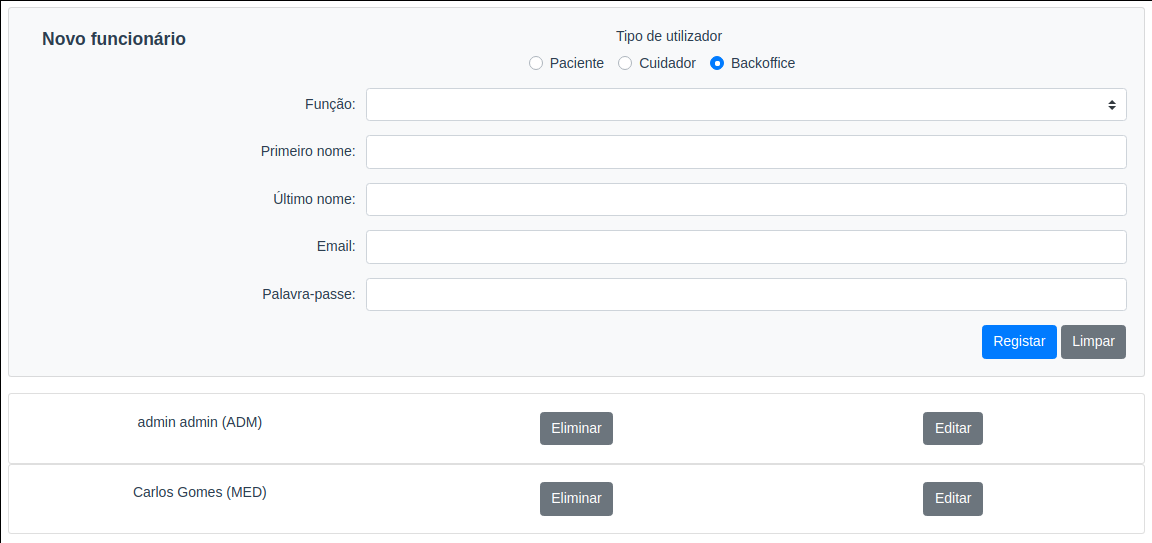 Novo funcionário
Tipo de utilizador
Paciente Cuidador Backoffice
Função:
Primeiro nome:
Último nome:
Email:
Palavra-passe:
Registar Limpar
admin admin (ADM) Eliminar Editar
Carlos Gomes (MED) Eliminar Editar